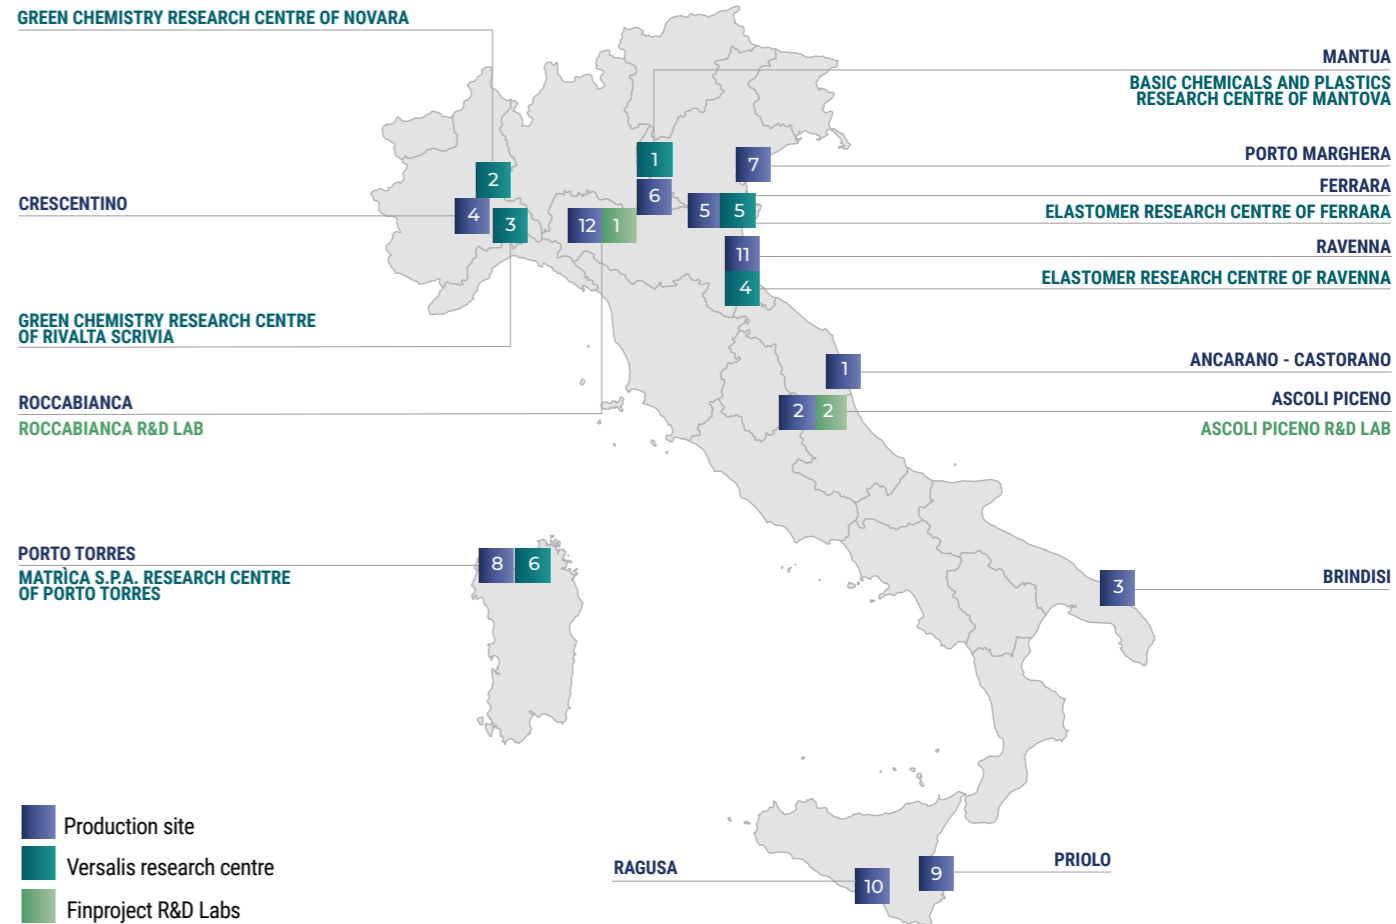 GREEN CHEMISTRY RESEARCH CENTRE OF NOVARA
MANTUA
BASIC CHEMICALS AND PLASTICS
RESEARCH CENTRE OF MANTOVA
1
7
PORTO MARGHERA
2
6
FERRARA
CRESCENTINO
4
3
12
1
5
5
ELASTOMER RESEARCH CENTRE OF FERRARA
11
RAVENNA
4
ELASTOMER RESEARCH CENTRE OF RAVENNA
GREEN CHEMISTRY RESEARCH CENTRE
OF RIVALTA SCRIVIA
1
ANCARANO - CASTORANO
ROCCABIANCA
ROCCABIANCA R&D LAB
2
2
ASCOLI PICENO
ASCOLI PICENO R&D LAB
PORTO TORRES
MATRÌCA S.P.A. RESEARCH CENTRE
OF PORTO TORRES
8
6
3
BRINDISI
Production site
Versalis research centre
Finproject R&D Labs
RAGUSA
10
9
PRIOLO